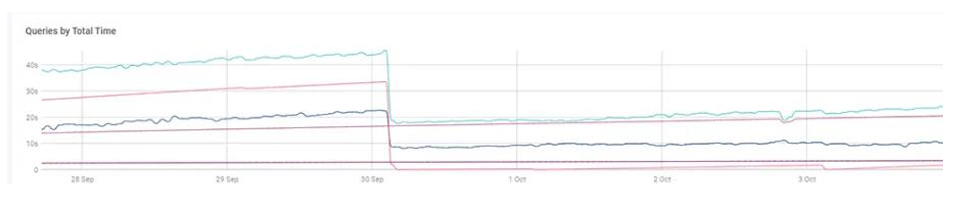 Queries by Total Time
40s
30s
20s
10s
0
28 Sep
29 Sep
30 Sep
1 Oct
2 Oct
3 Oct